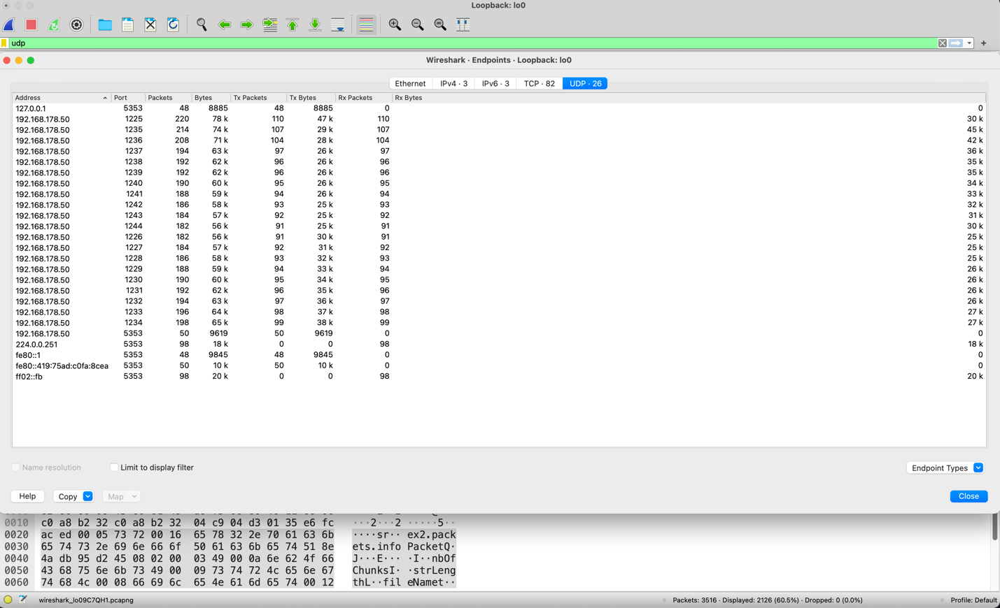 Loopback: lo0
udp
+
Wireshark · Endpoints · Loopback: lo0
Ethernet IPv4 · 3 IPv6 · 3 TCP · 82 UDP · 26
Address Port Packets Bytes Tx Packets Tx Bytes Rx Packets Rx Bytes
127.0.0.1 5353 48 8885 48 8885 0 0
192.168.178.50 1225 220 78 k 110 47 k 110 30 k
192.168.178.50 1235 214 74 k 107 29 k 107 45 k
192.168.178.50 1236 208 71 k 104 28 k 104 42 k
192.168.178.50 1237 194 63 k 97 26 k 97 36 k
192.168.178.50 1238 192 62 k 96 26 k 96 35 k
192.168.178.50 1239 192 62 k 96 26 k 96 35 k
192.168.178.50 1240 190 60 k 95 26 k 95 34 k
192.168.178.50 1241 188 59 k 94 26 k 94 33 k
192.168.178.50 1242 186 58 k 93 25 k 93 32 k
192.168.178.50 1243 184 57 k 92 25 k 92 31 k
192.168.178.50 1244 182 56 k 91 25 k 91 30 k
192.168.178.50 1226 182 56 k 91 30 k 91 25 k
192.168.178.50 1227 184 57 k 92 31 k 92 25 k
192.168.178.50 1228 186 58 k 93 32 k 93 25 k
192.168.178.50 1229 188 59 k 94 33 k 94 26 k
192.168.178.50 1230 190 60 k 95 34 k 95 26 k
192.168.178.50 1231 192 62 k 96 35 k 96 26 k
192.168.178.50 1232 194 63 k 97 36 k 97 26 k
192.168.178.50 1233 196 64 k 98 37 k 98 27 k
192.168.178.50 1234 198 65 k 99 38 k 99 27 k
192.168.178.50 5353 50 9619 50 9619 0 0
224.0.0.251 5353 98 18 k 0 0 98 18 k
fe80::1 5353 48 9845 48 9845 0 0
fe80::419:75ad:c0fa:8cea 5353 50 10 k 50 10 k 0 0
ff02::fb 5353 98 20 k 0 0 98 20 k
Name resolution Limit to display filter Endpoint Types
Help Copy Map Close
0010 c0 a8 b2 32 c0 a8 b2 32 04 c9 04 d3 01 35 e6 fc ···2···2 ·····5··
0020 ac ed 00 05 73 72 00 16 65 78 32 2e 70 61 63 6b ····sr·· ex2.pack
0030 65 74 73 2e 69 6e 66 6f 50 61 63 6b 65 74 51 8e ets.info PacketQ·
0040 4a db 95 d2 45 08 02 00 03 49 00 0a 6e 62 4f 66 J···E··· ·I··nbOf
0050 43 68 75 6e 6b 73 49 00 09 73 74 72 4c 65 6e 67 ChunksI· ·strLeng
0060 74 68 4c 00 08 66 69 6c 65 4e 61 6d 65 74 00 12 thL··fil eNamet··
wireshark_lo09C7QH1.pcapng Packets: 3516 · Displayed: 2126 (60.5%) · Dropped: 0 (0.0%) Profile: Default